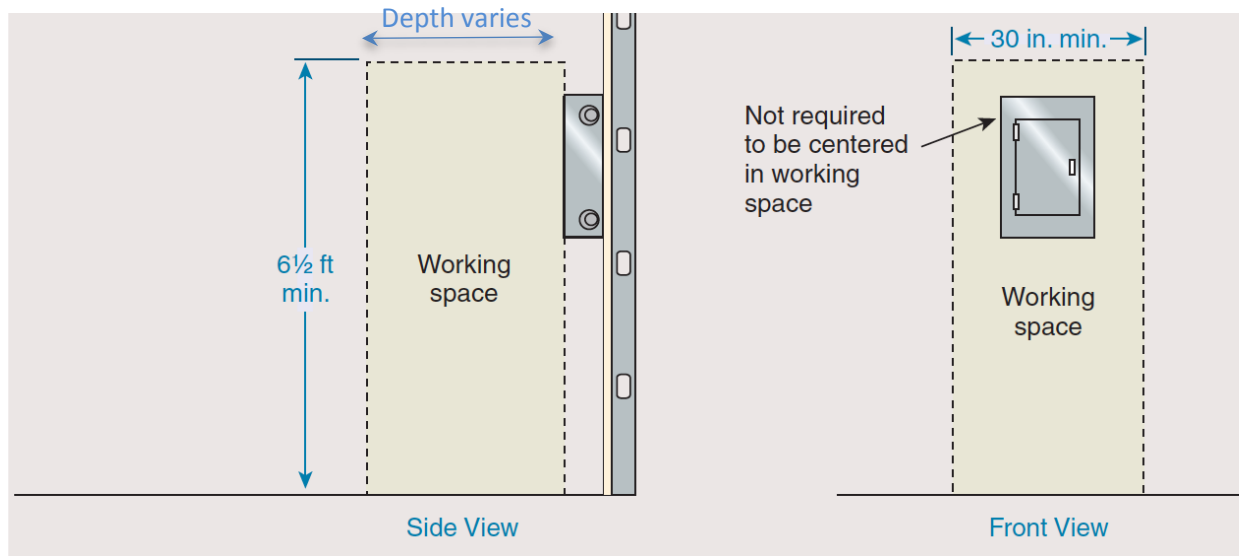 Depth varies
6½ ft
min.
Working
space
Side View
30 in. min.
Not required
to be centered
in working
space
Working
space
Front View